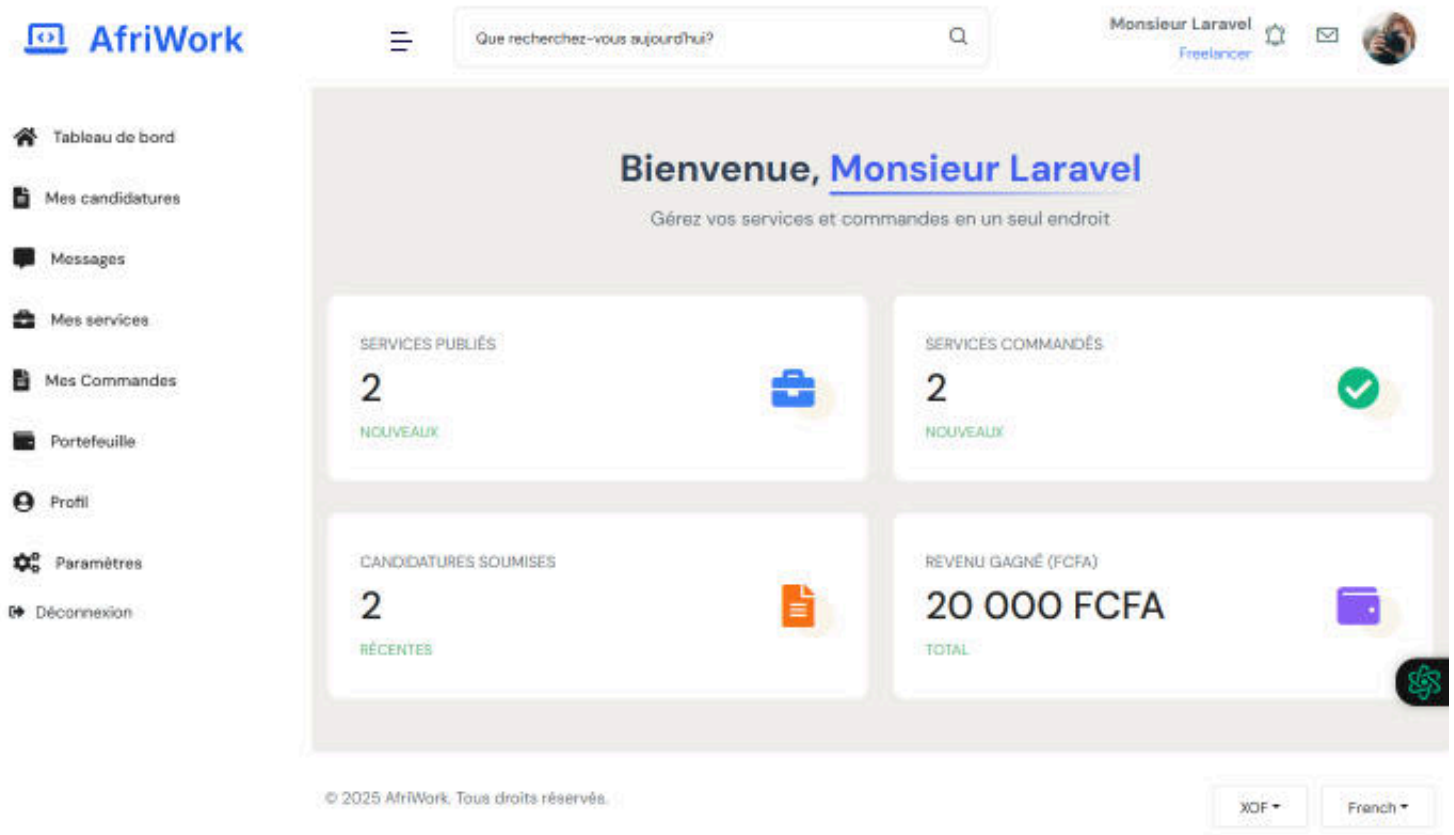 AfriWork
Que recherchez-vous aujourd'hui?
Monsieur Laravel
Freelancer
Tableau de bord
Mes candidatures
Messages
Mes services
Mes Commandes
Portefeuille
Profil
Paramètres
Déconnexion
Bienvenue, Monsieur Laravel
Gérez vos services et commandes en un seul endroit
SERVICES PUBLIÉS
2
NOUVEAUX
SERVICES COMMANDÉS
2
NOUVEAUX
CANDIDATURES SOUMISES
2
RÉCENTES
REVENU GAGNÉ (FCFA)
20 000 FCFA
TOTAL
© 2025 AfriWork. Tous droits réservés.
XOF
French